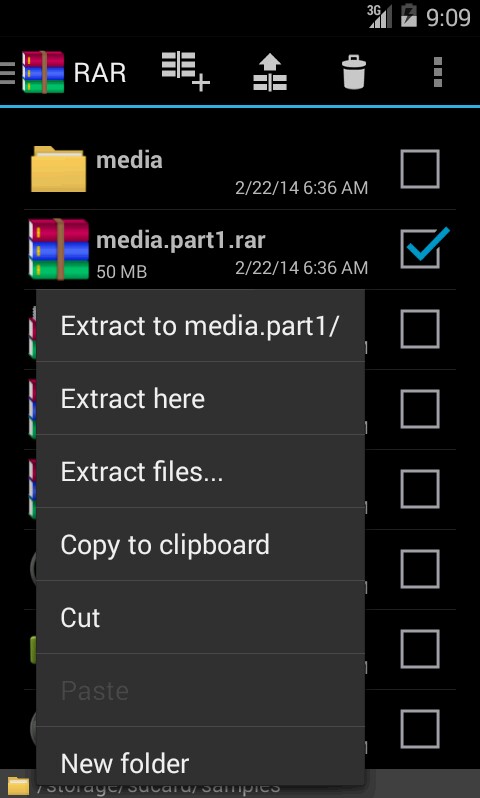 3G 9:09
RAR
media
2/22/14 6:36 AM
media.part1.rar
50 MB 2/22/14 6:36 AM
Extract to media.part1/
Extract here
Extract files...
Copy to clipboard
Cut
Paste
New folder
/storage/sdcard/samples